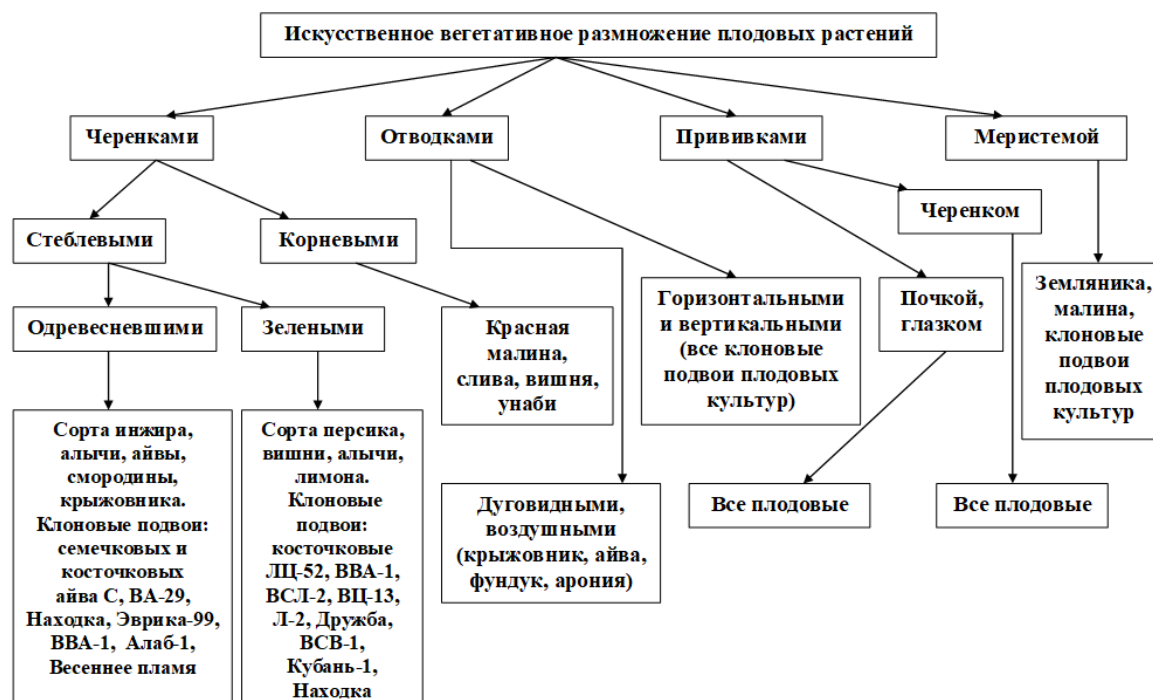 Искусственное вегетативное размножение плодовых растений
Черенками
Отводками
Прививками
Меристемой
Черенком
Стеблевыми
Корневыми
Одревесневшими
Зелеными
Красная
малина,
слива, вишня,
унаби
Горизонтальными
и вертикальными
(все клоновые
подвои плодовых
культур)
Почкой,
глазком
Земляника,
малина,
клоновые
подвои
плодовых
культур
Сорта инжира,
алычи, айвы,
смородины,
крыжовника.
Клоновые подвои:
семечковых и
косточковых
айва С, ВА-29,
Находка, Эврика-99,
ВВА-1, Алаб-1,
Весеннее пламя
Сорта персика,
вишни, алычи,
лимона.
Клоновые
подвои:
косточковые
ЛЦ-52, ВВА-1,
ВСЛ-2, ВЦ-13,
Л-2, Дружба,
ВСВ-1,
Кубань-1,
Находка
Дуговидными,
воздушными
(крыжовник, айва,
фундук, арония)
Все плодовые
Все плодовые